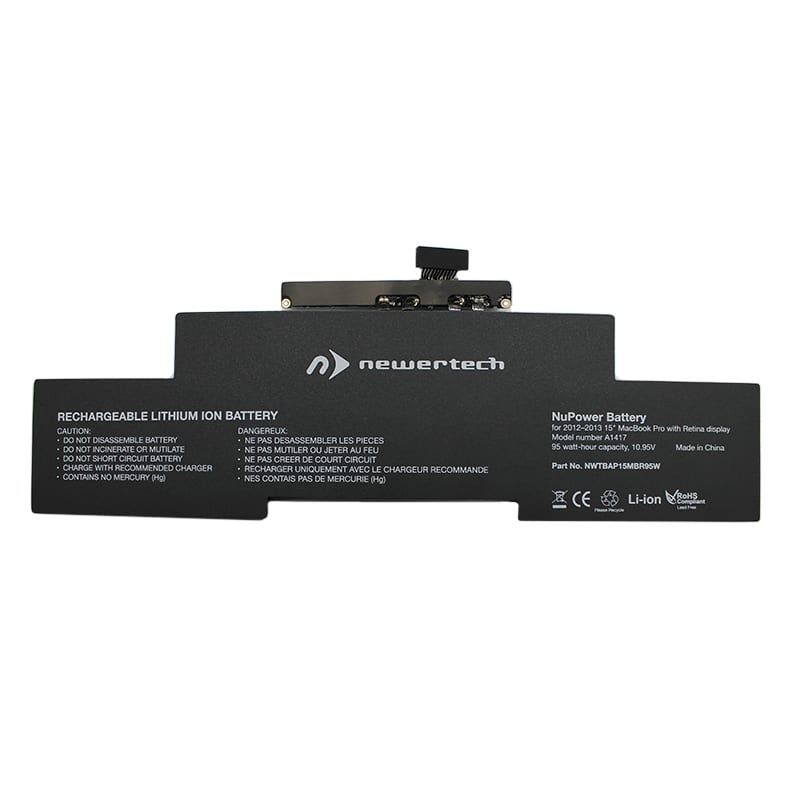 newertech
RECHARGEABLE LITHIUM ION BATTERY
CAUTION:
• DO NOT DISASSEMBLE BATTERY
• DO NOT INCINERATE OR MUTILATE
• DO NOT SHORT CIRCUIT BATTERY
• CHARGE WITH RECOMMENDED CHARGER
• CONTAINS NO MERCURY (Hg)
DANGEREUX:
• NE PAS DESASSEMBLER LES PIECES
• NE PAS MUTILER OU JETER AU FEU
• NE PAS CREER DE COURT CIRCUIT
• RECHARGER UNIQUEMENT AVEC LE CHARGEUR RECOMMANDE
• NES CONTAIS PAS DE MERCURIE (Hg)
NuPower Battery
for 2012–2013 15" MacBook Pro with Retina display
Model number A1417
95 watt-hour capacity, 10.95V Made in China
Part No. NWTBAP15MBR95W
CE
Please Recycle
Li-ion
RoHS
Compliant
Lead Free